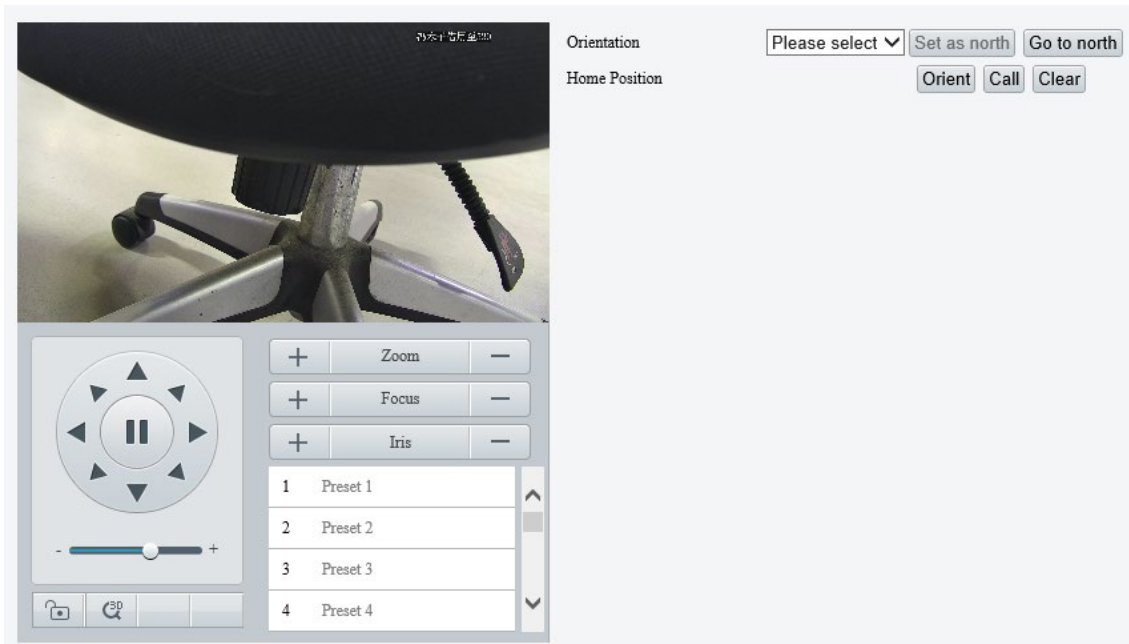 Orientation Please select Set as north Go to north
Home Position Orient Call Clear
+ Zoom —
+ Focus —
+ Iris —
1 Preset 1
2 Preset 2
3 Preset 3
4 Preset 4
- +
3D